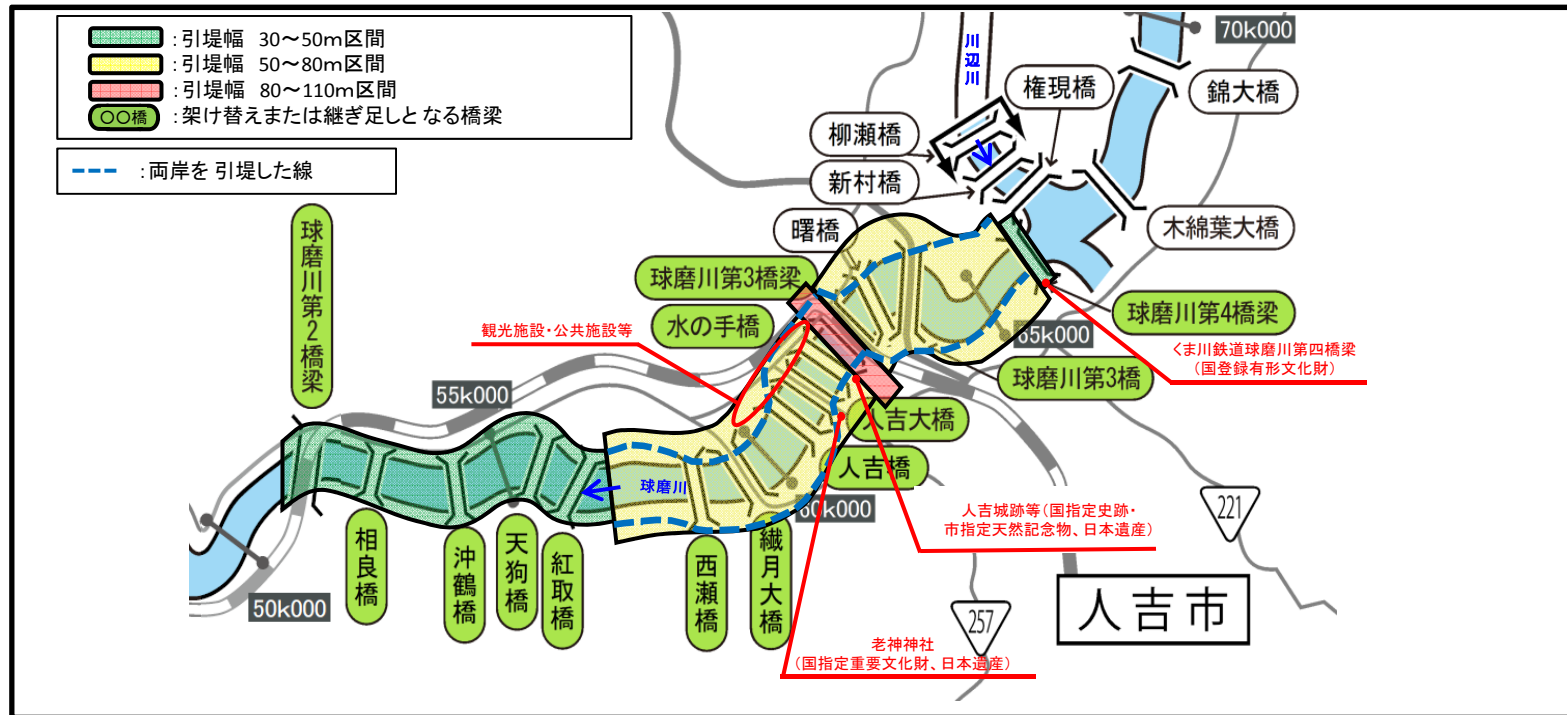 :引堤幅 30～50m区間
:引堤幅 50～80m区間
:引堤幅 80～110m区間
〇〇橋
:架け替えまたは継ぎ足しとなる橋梁
:両岸を引堤した線
川辺川
70k000
権現橋
錦大橋
柳瀬橋
新村橋
曙橋
木綿葉大橋
球磨川第2橋梁
球磨川第3橋梁
水の手橋
観光施設・公共施設等
球磨川第4橋梁
65k000
くま川鉄道球磨川第四橋梁
(国登録有形文化財)
球磨川第3橋
55k000
人吉大橋
人吉橋
球磨川
60k000
人吉城跡等(国指定史跡・
市指定天然記念物、日本遺産)
221
相良橋
沖鶴橋
天狗橋
紅取橋
西瀬橋
繊月大橋
50k000
257
人吉市
老神神社
(国指定重要文化財、日本遺産)